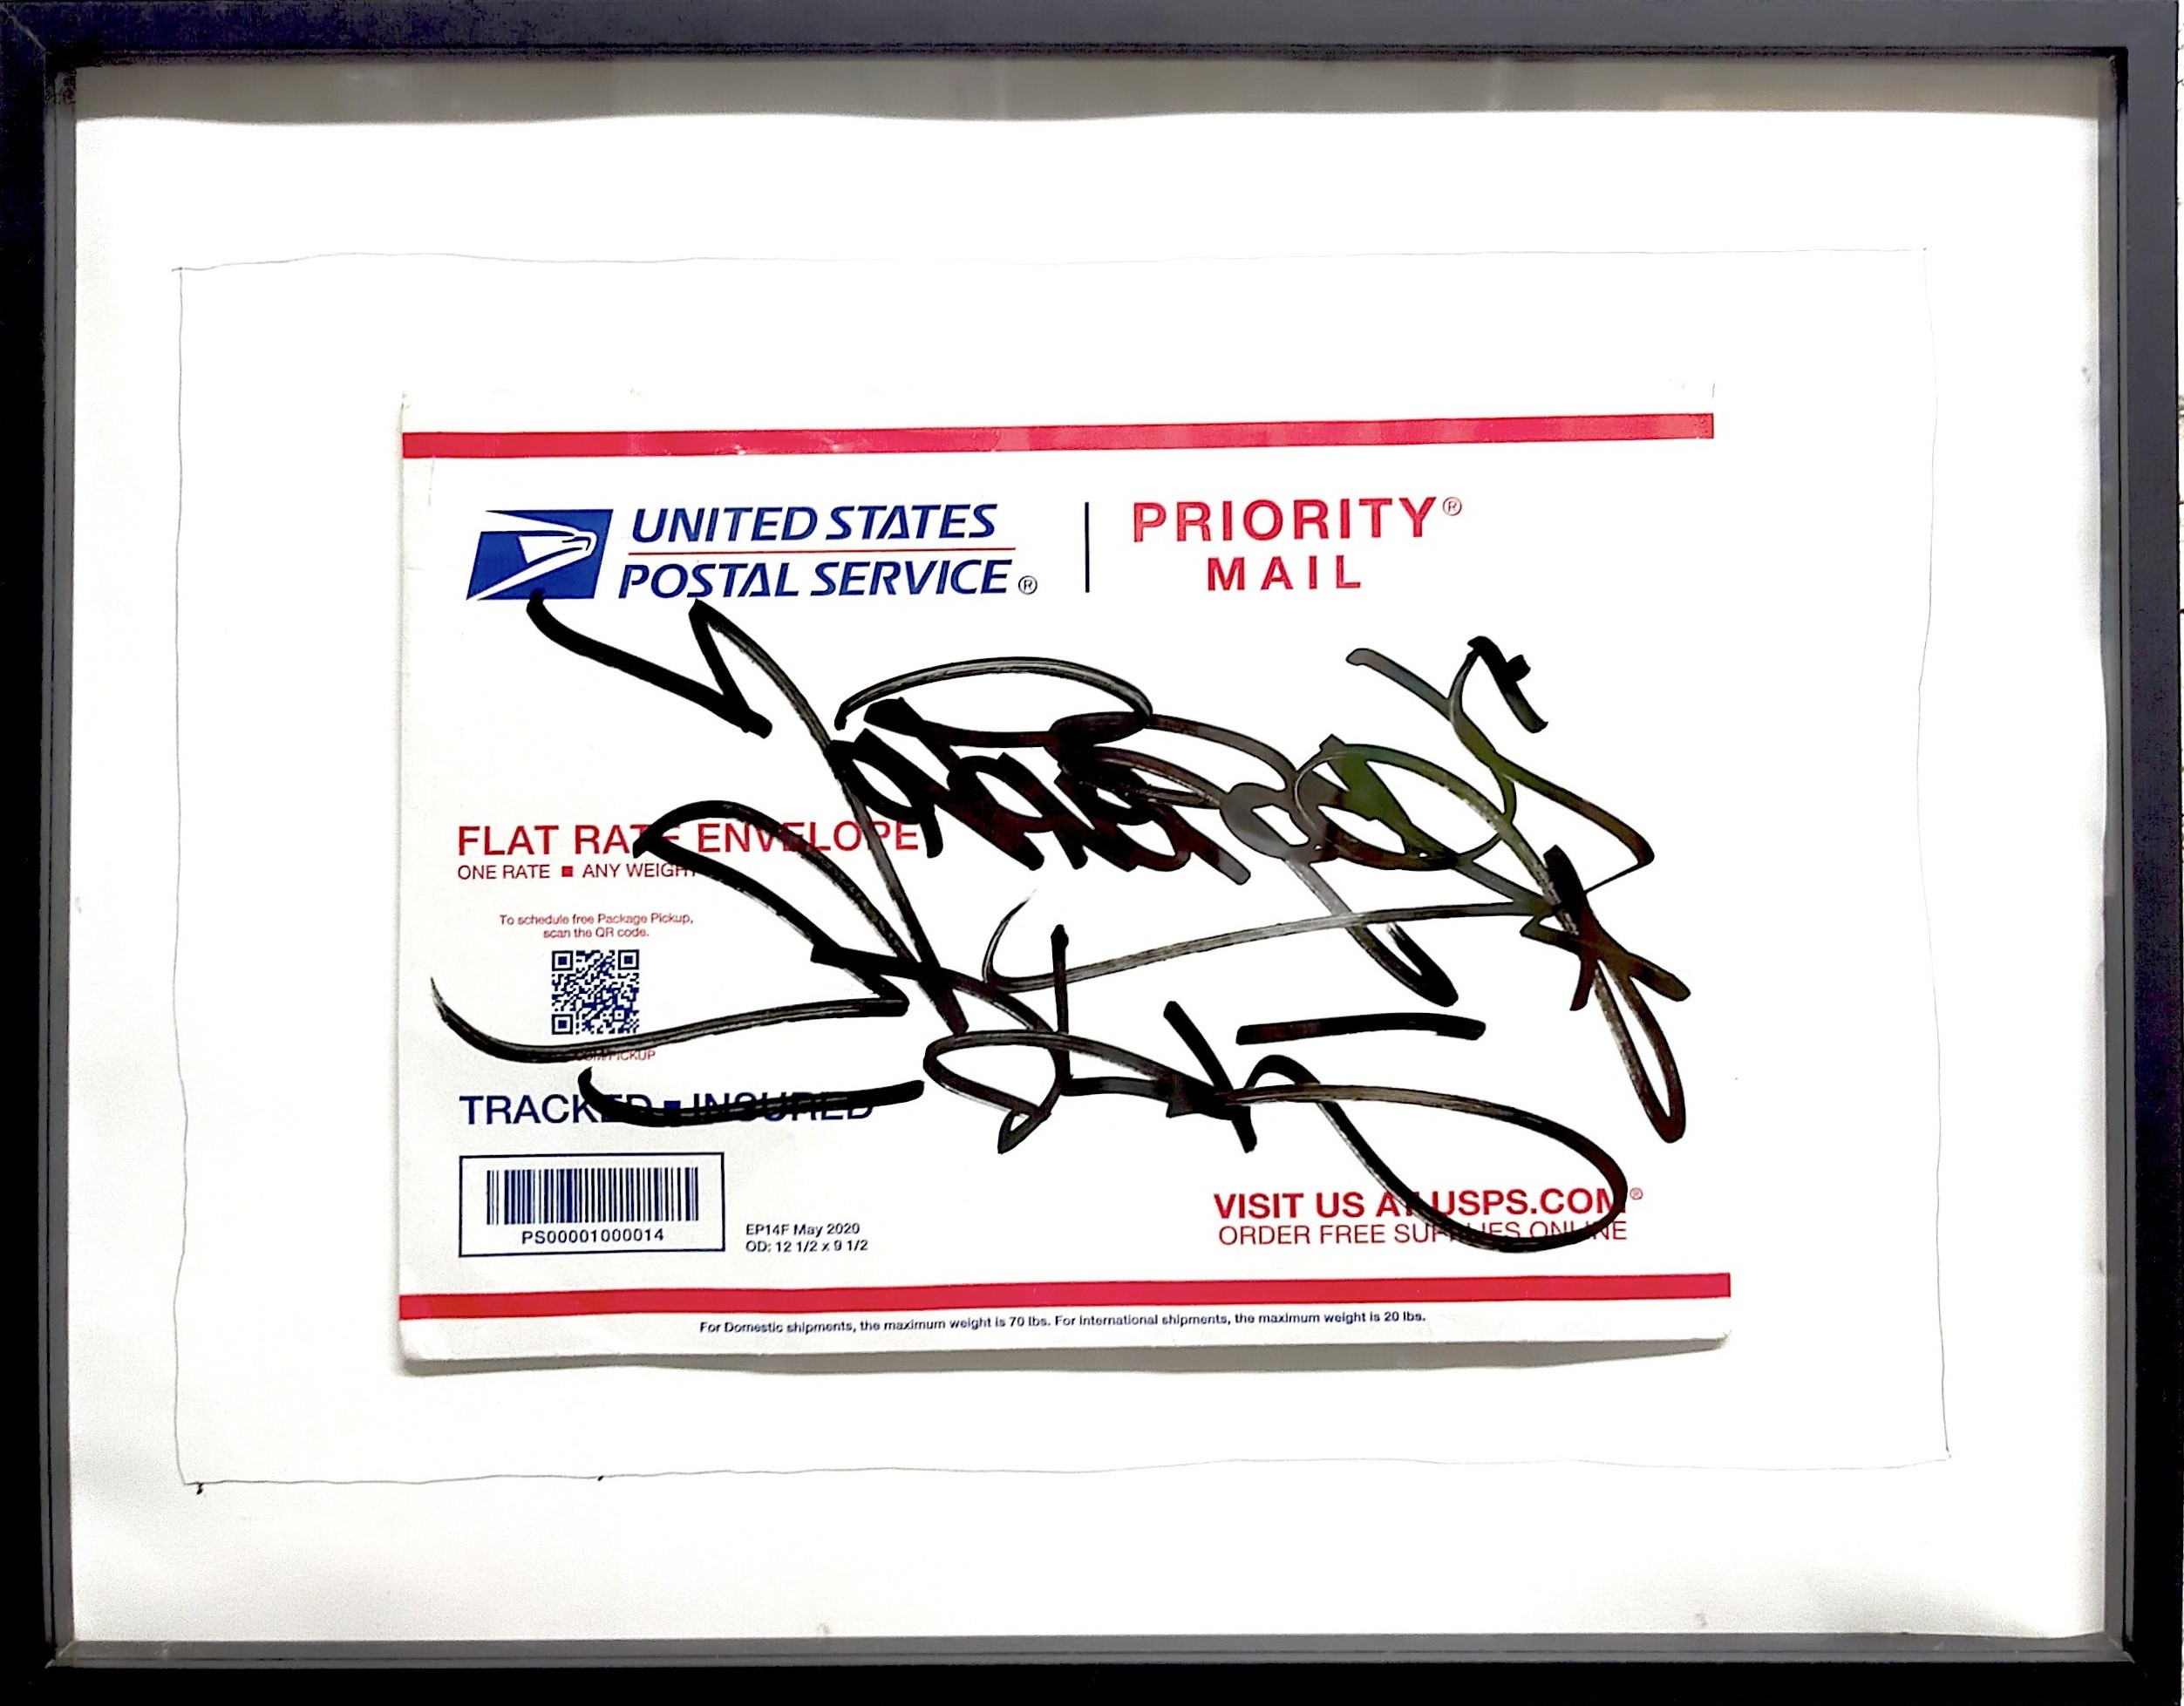 UNITED STATES
POSTAL SERVICE®
PRIORITY®
MAIL
FLAT RATE ENVELOPE
ONE RATE ■ ANY WEIGHT
To schedule free Package Pickup,
scan the QR code.
TRACKED ■ INSURED
PS00001000014
EP14F May 2020
OD: 12 1/2 x 9 1/2
VISIT US AT USPS.COM®
ORDER FREE SUPPLIES ONLINE
For Domestic shipments, the maximum weight is 70 lbs. For International shipments, the maximum weight is 20 lbs.